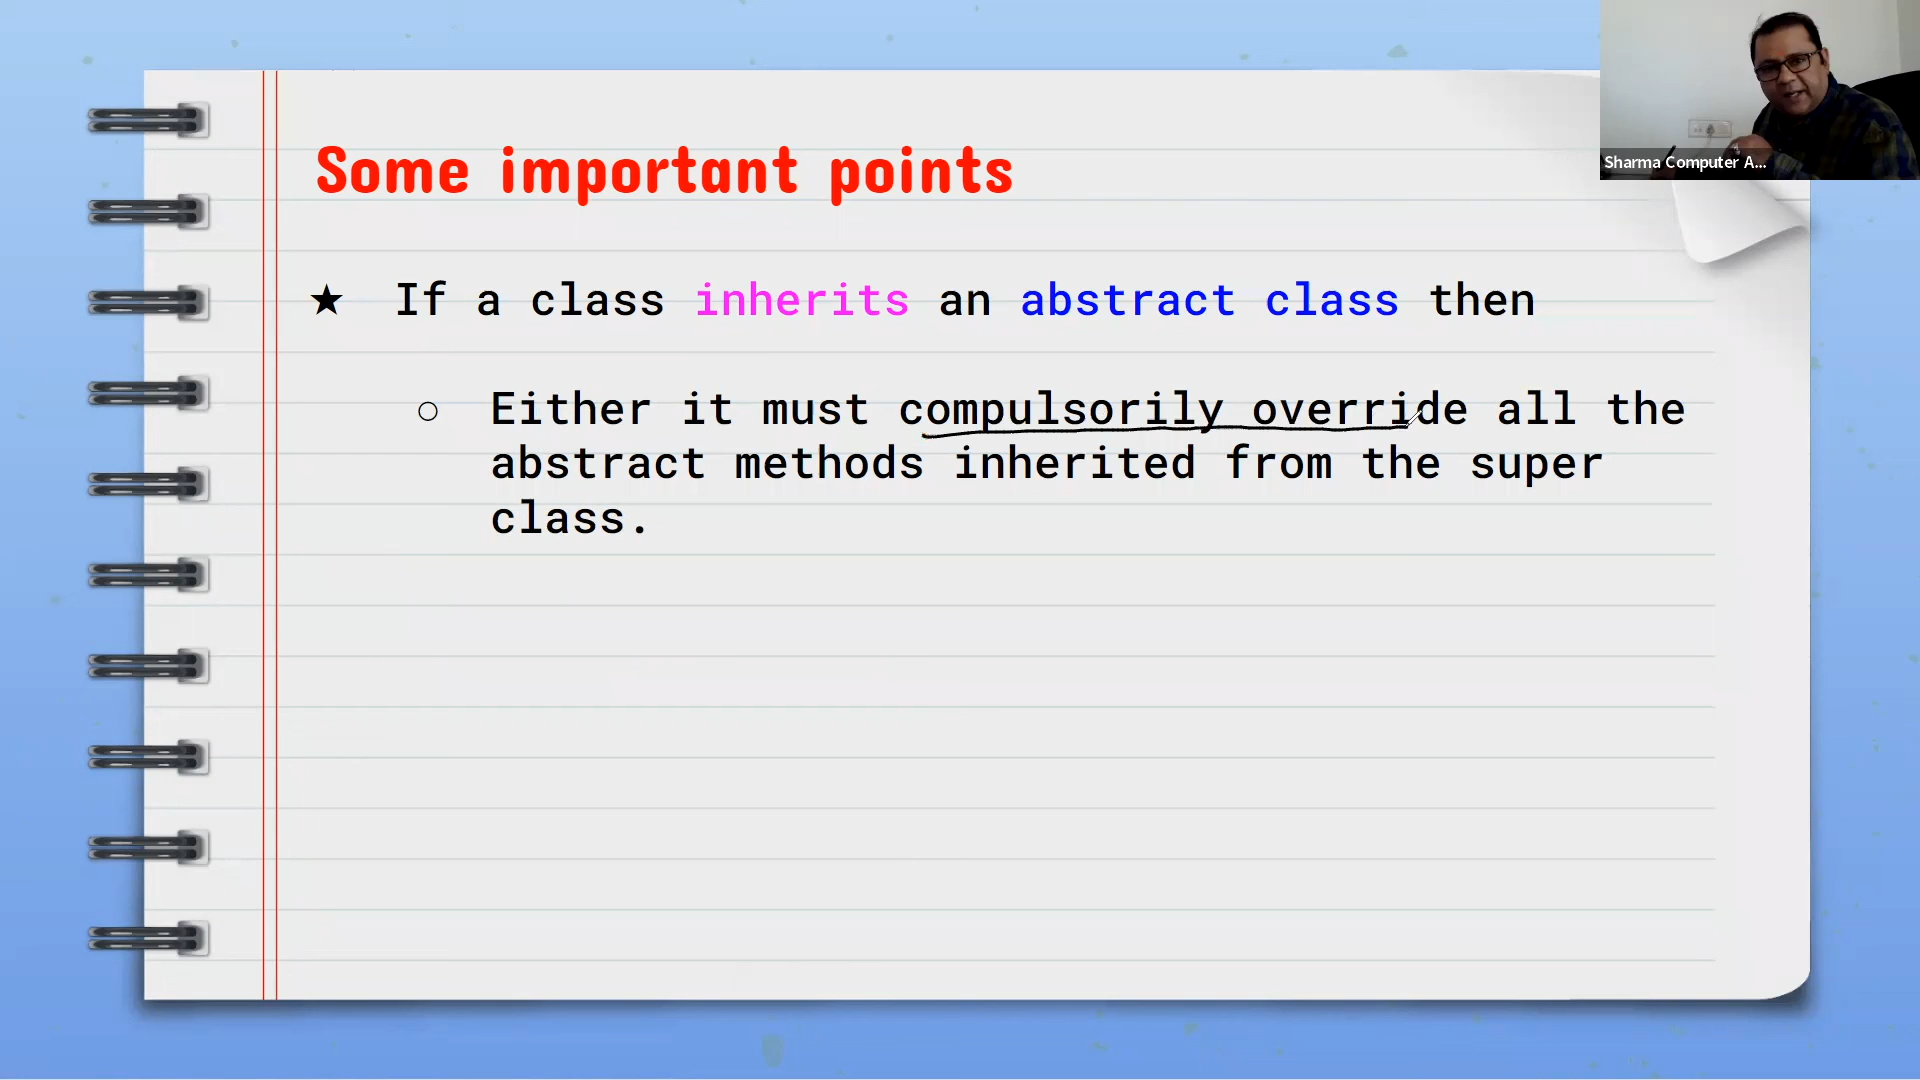 Sharma Computer A...
Some important points
★ If a class inherits an abstract class then
○ Either it must compulsorily override all the
abstract methods inherited from the super
class.